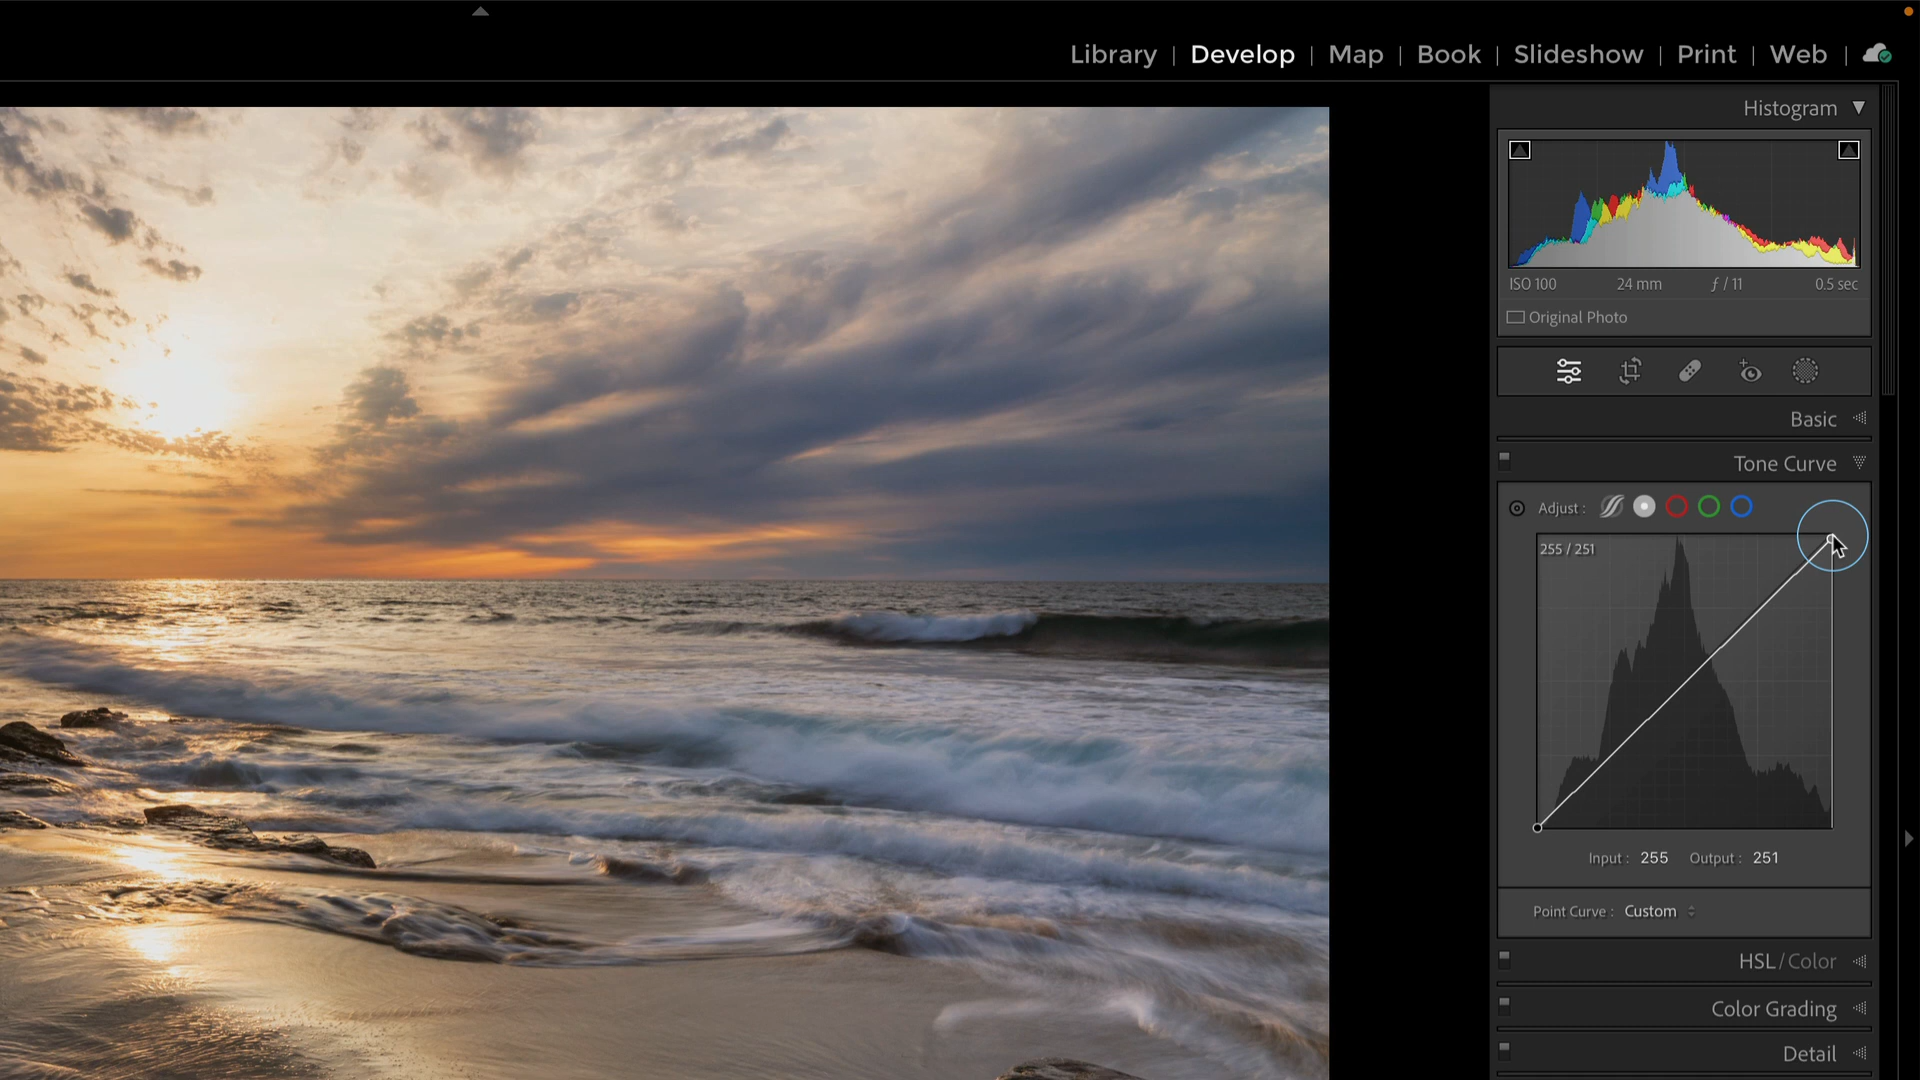 Library | Develop | Map | Book | Slideshow | Print | Web |
Histogram
ISO 100 24 mm ƒ / 11 0.5 sec
Original Photo
Basic
Tone Curve
Adjust :
255 / 251
Input : 255 Output : 251
Point Curve : Custom
HSL / Color
Color Grading
Detail